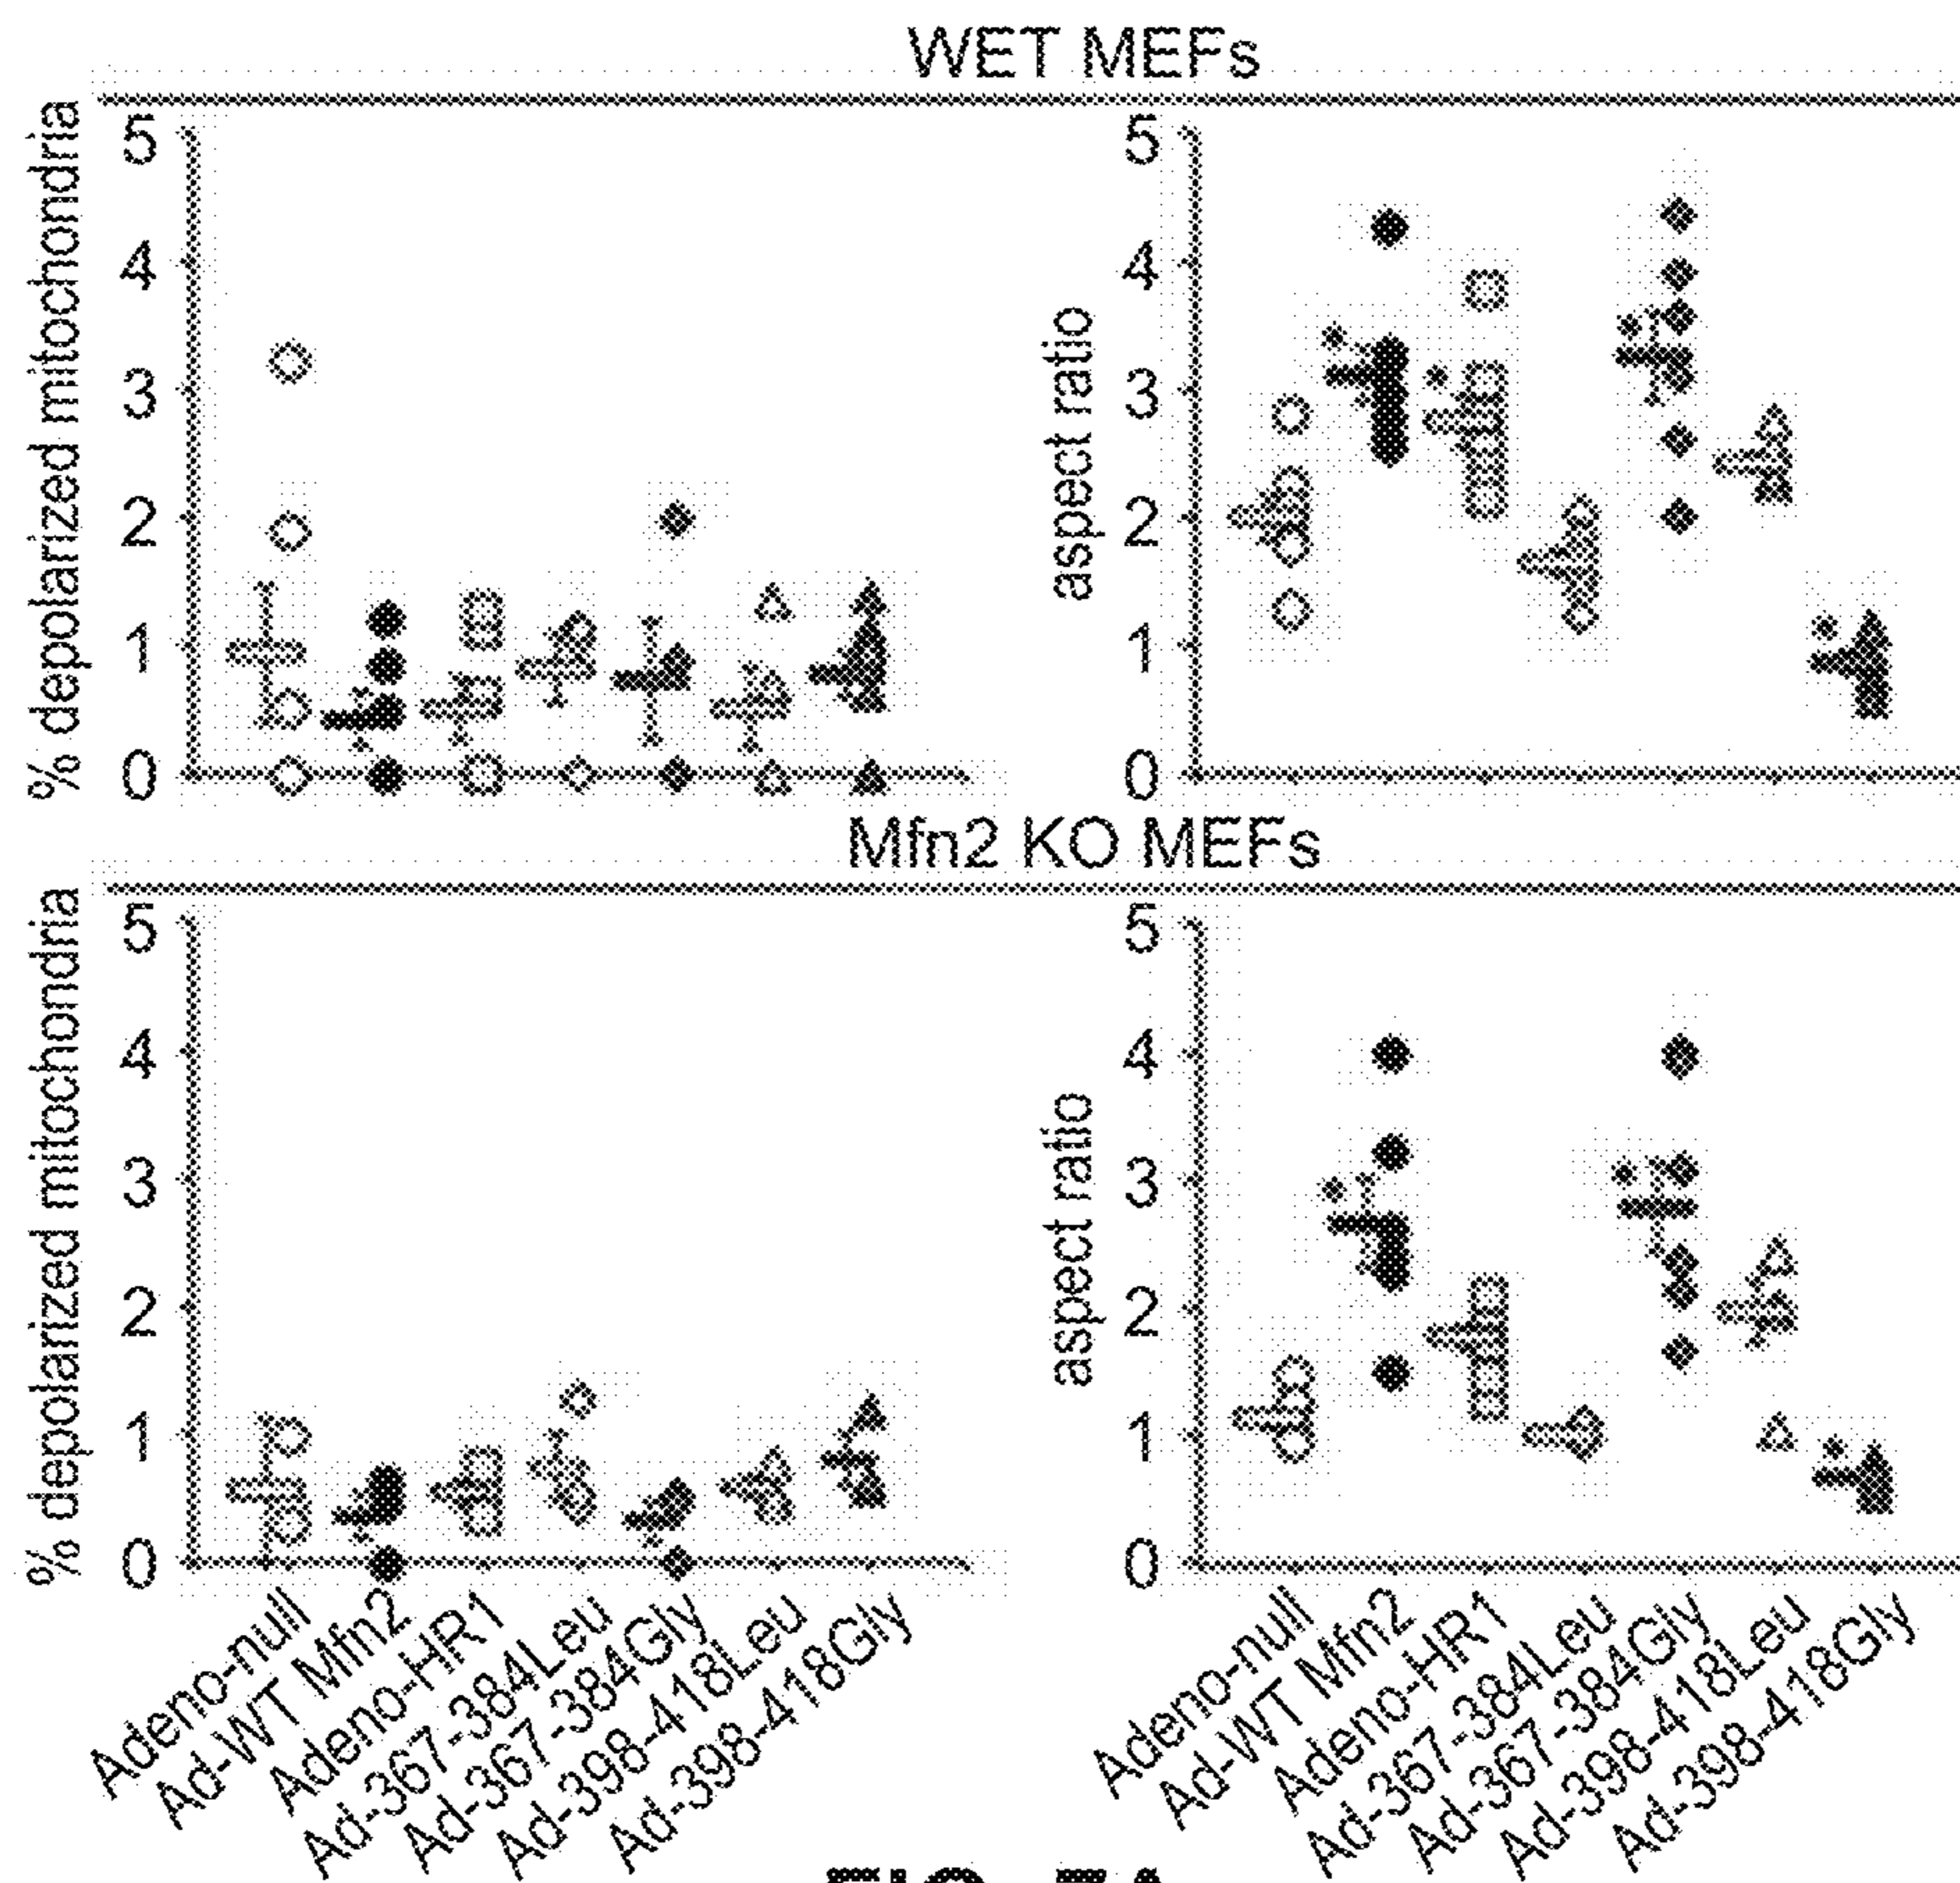 WET MEFs
% depolarized mitochondria
5
4
3
2
1
0
aspect ratio
5
4
3
2
1
0
Mfn2 KO MEFs
% depolarized mitochondria
5
4
3
2
1
0
aspect ratio
5
4
3
2
1
0
Adeno-null
Ad-WT Mfn2
Adeno-HR1
Ad-367-384Leu
Ad-367-384Gly
Ad-398-418Leu
Ad-398-418Gly
Adeno-null
Ad-WT Mfn2
Adeno-HR1
Ad-367-384Leu
Ad-367-384Gly
Ad-398-418Leu
Ad-398-418Gly